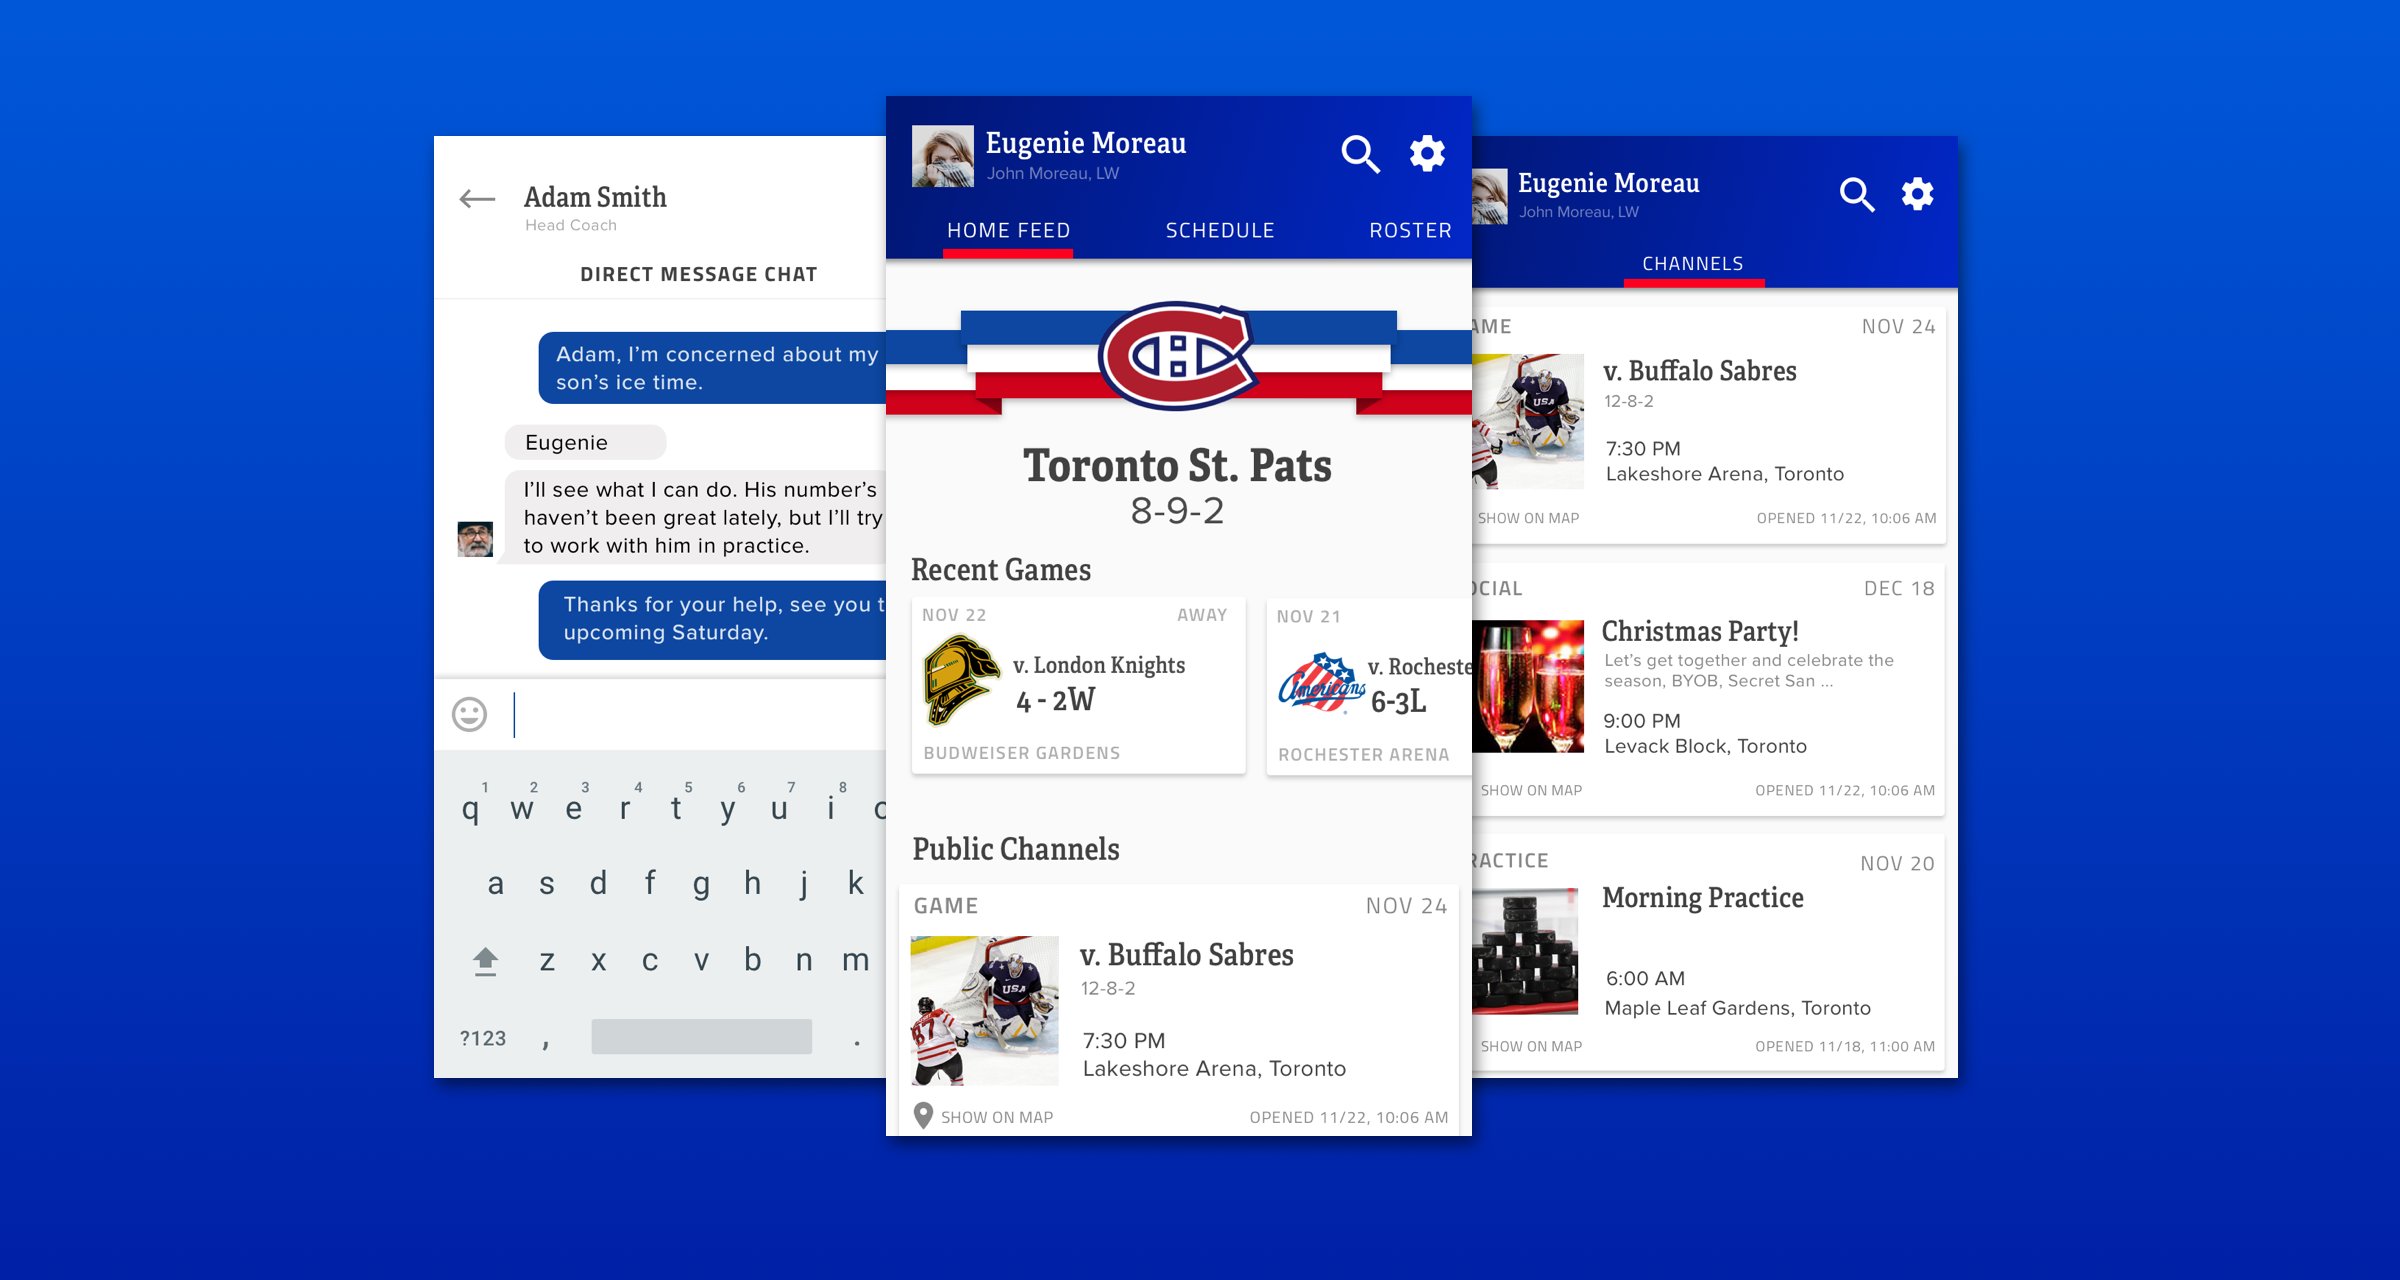 Adam Smith
Head Coach
DIRECT MESSAGE CHAT
Adam, I'm concerned about my
son's ice time.
Eugenie
I'll see what I can do. His number's
haven't been great lately, but I'll try
to work with him in practice.
Thanks for your help, see you t
upcoming Saturday.
1 2 3 4 5 6 7 8
q w e r t y u i
a s d f g h j k
z x c v b n m
?123 , .
Eugenie Moreau
John Moreau, LW
HOME FEED SCHEDULE ROSTER
Toronto St. Pats
8-9-2
Recent Games
NOV 22 AWAY
v. London Knights
4 - 2W
BUDWEISER GARDENS
NOV 21
Americans
v. Rocheste
6-3L
ROCHESTER ARENA
Public Channels
GAME NOV 24
USA
87
v. Buffalo Sabres
12-8-2
7:30 PM
Lakeshore Arena, Toronto
SHOW ON MAP OPENED 11/22, 10:06 AM
Eugenie Moreau
John Moreau, LW
CHANNELS
AME NOV 24
USA
v. Buffalo Sabres
12-8-2
7:30 PM
Lakeshore Arena, Toronto
SHOW ON MAP OPENED 11/22, 10:06 AM
OCIAL DEC 18
Christmas Party!
Let's get together and celebrate the
season, BYOB, Secret San ...
9:00 PM
Levack Block, Toronto
SHOW ON MAP OPENED 11/22, 10:06 AM
RACTICE NOV 20
Morning Practice
6:00 AM
Maple Leaf Gardens, Toronto
SHOW ON MAP OPENED 11/18, 11:00 AM